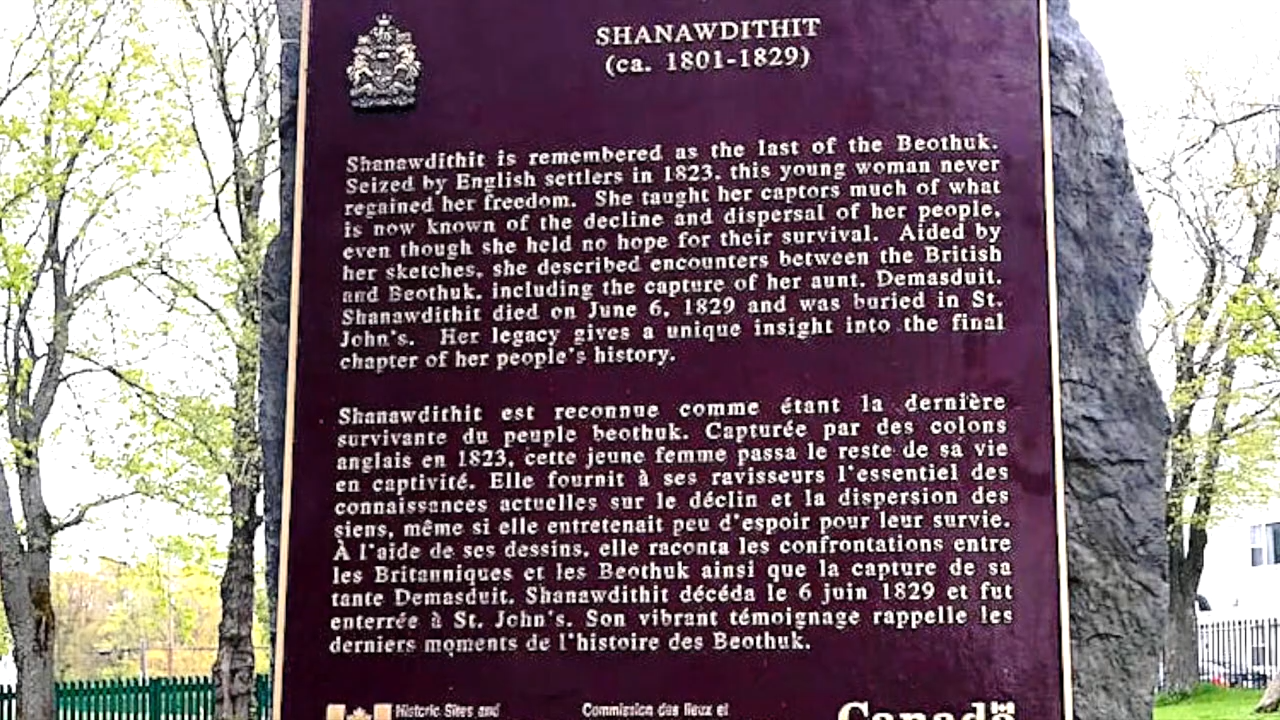 SHANAWDITHIT
(ca. 1801-1829)
Shanawdithit is remembered as the last of the Beothuk.
Seized by English settlers in 1823, this young woman never
regained her freedom. She taught her captors much of what
is now known of the decline and dispersal of her people,
even though she held no hope for their survival. Aided by
her sketches, she described encounters between the British
and Beothuk, including the capture of her aunt, Demasduit.
Shanawdithit died on June 6, 1829 and was buried in St.
John's. Her legacy gives a unique insight into the final
chapter of her people's history.
Shanawdithit est reconnue comme étant la dernière
survivante du peuple beothuk. Capturée par des colons
anglais en 1823, cette jeune femme passa le reste de sa vie
en captivité. Elle fournit à ses ravisseurs l'essentiel des
connaissances actuelles sur le déclin et la dispersion des
siens, même si elle entretenait peu d'espoir pour leur survie.
À l'aide de ses dessins, elle raconta les confrontations entre
les Britanniques et les Beothuk ainsi que la capture de sa
tante Demasduit. Shanawdithit décéda le 6 juin 1829 et fut
enterrée à St. John's. Son vibrant témoignage rappelle les
derniers moments de l'histoire des Beothuk.
Historic Sites and
Commission des lieux et
Canada